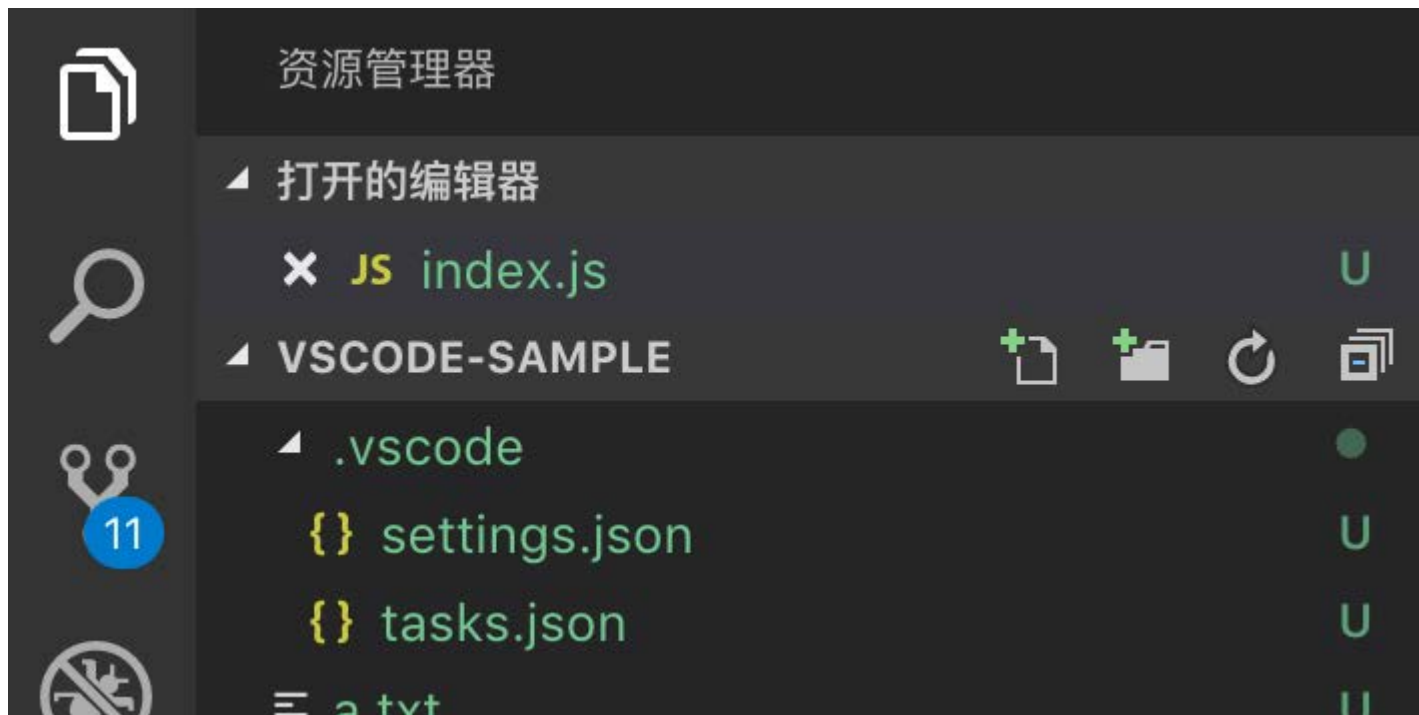 资源管理器
打开的编辑器
JS index.js U
VSCODE-SAMPLE
.vscode
{} settings.json U
11
{} tasks.json U
a.txt U